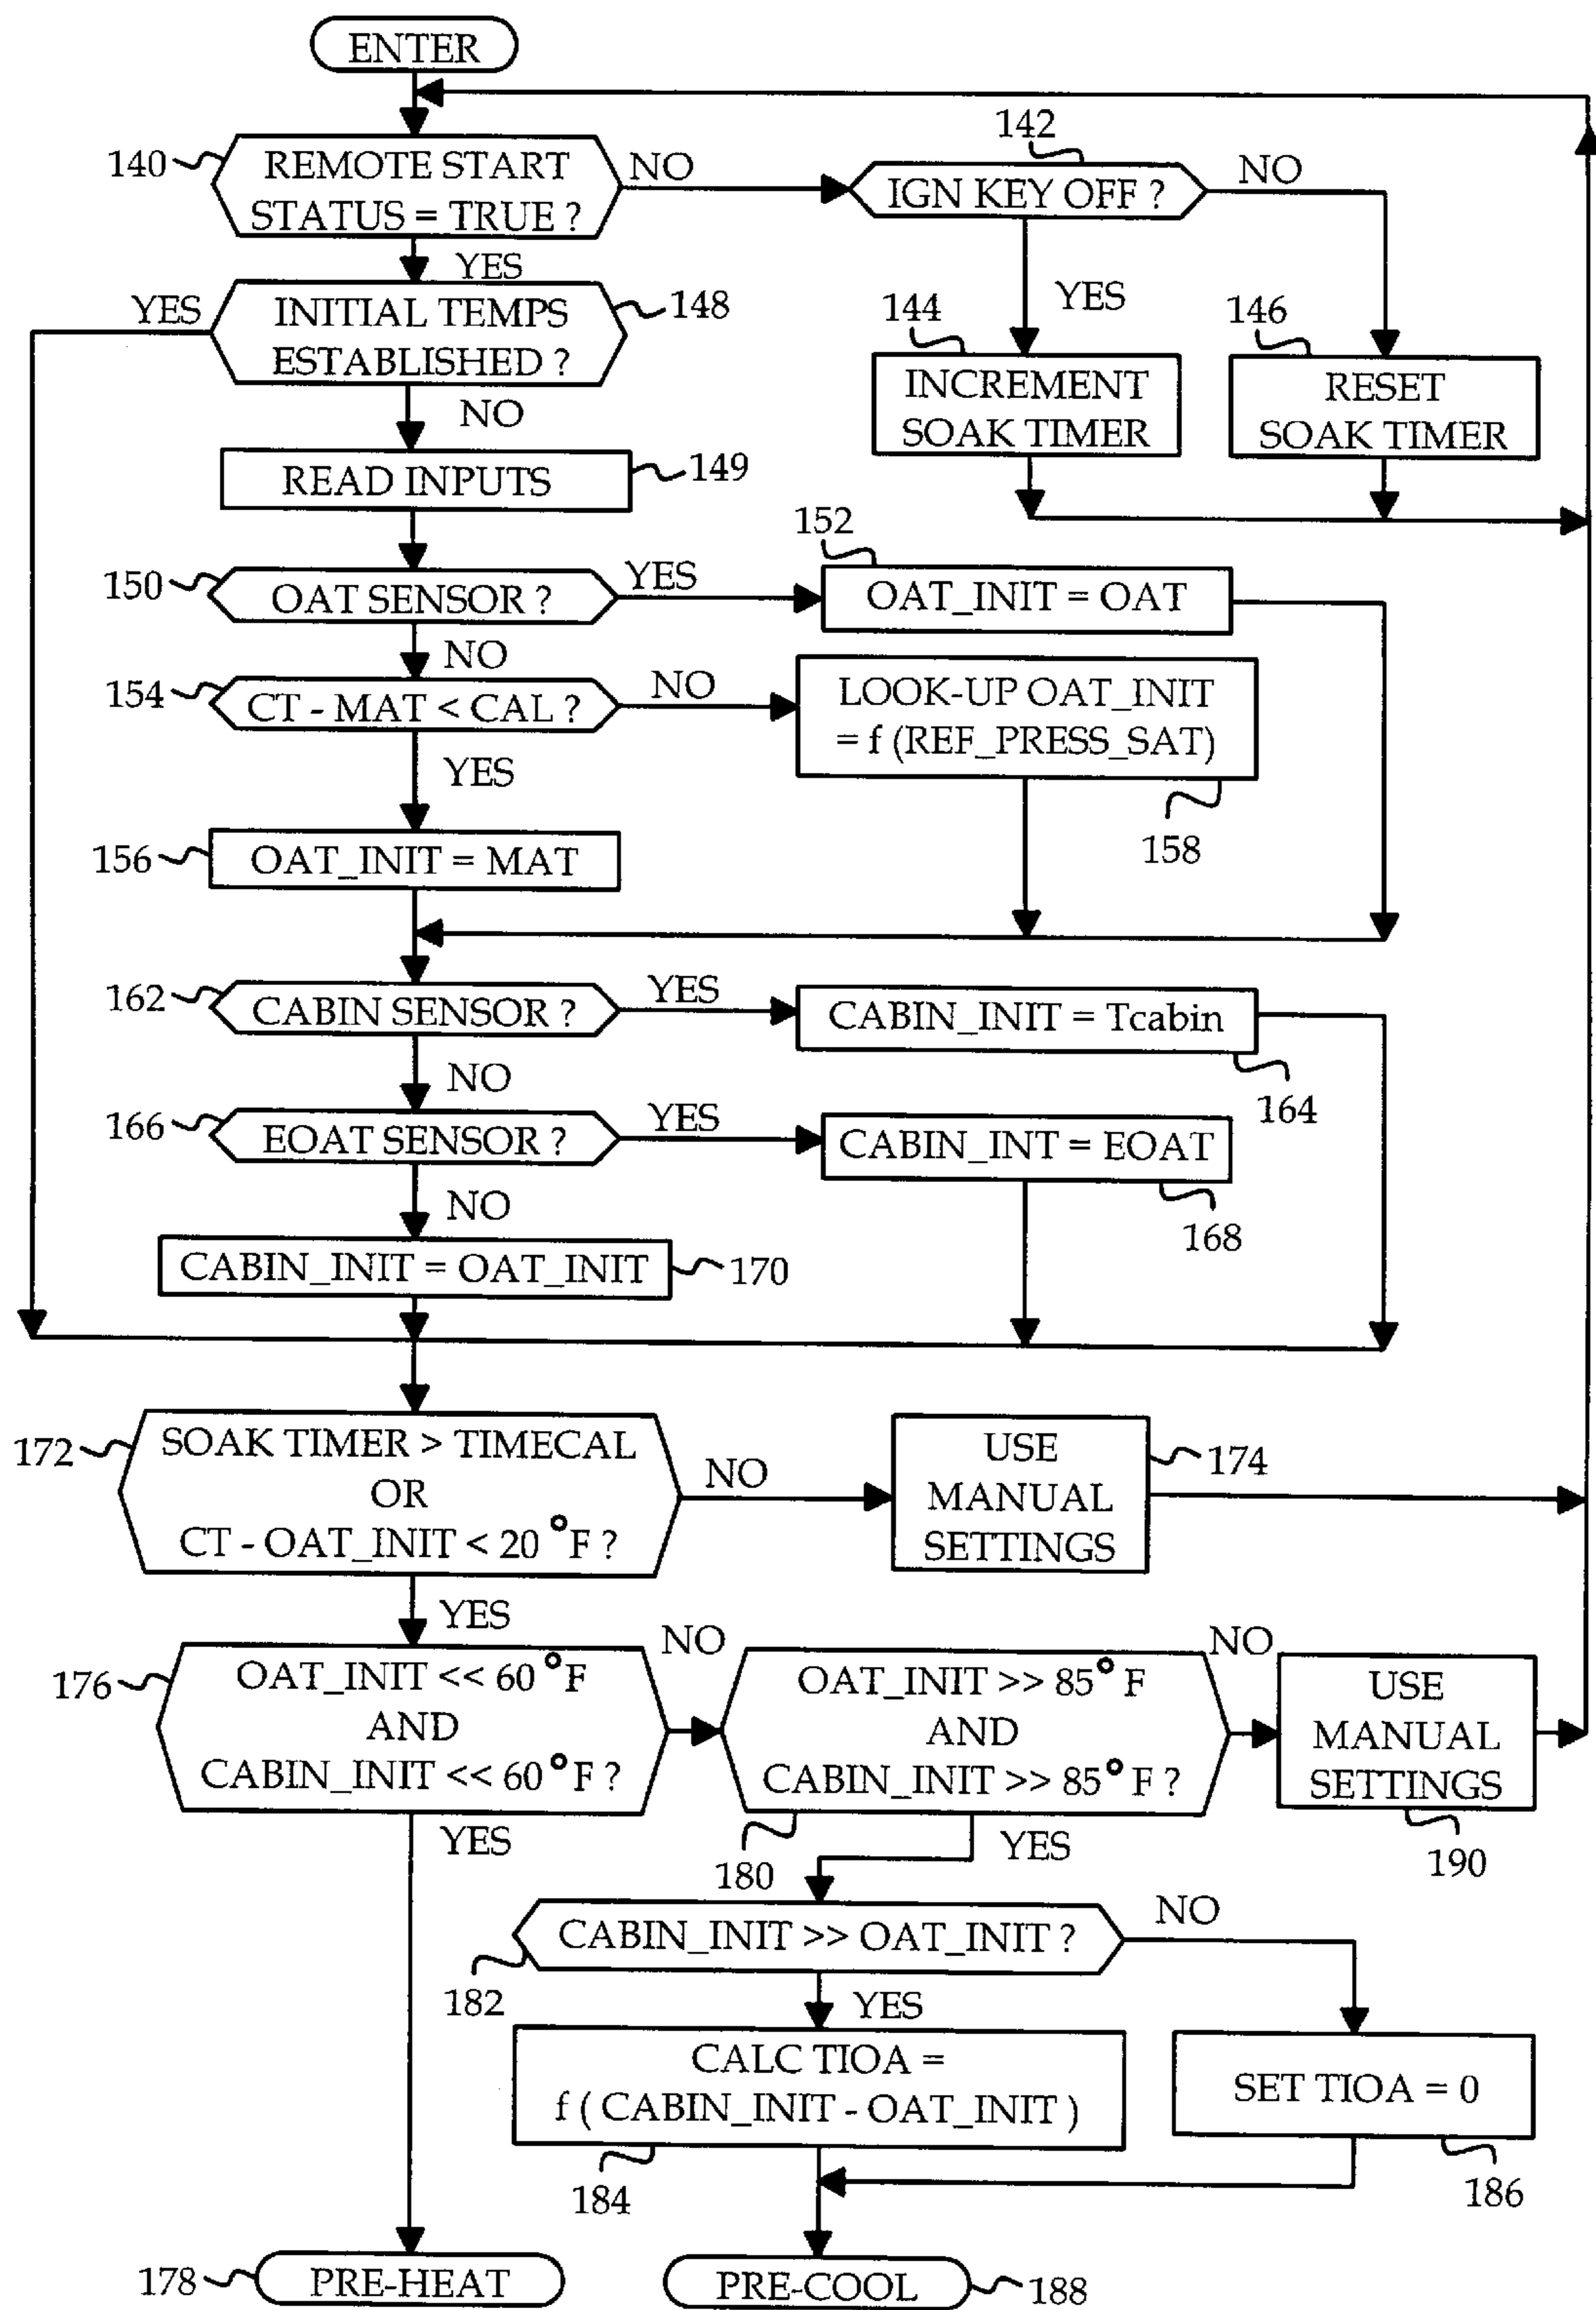 ENTER
140
REMOTE START
STATUS = TRUE ?
NO
142
IGN KEY OFF ?
NO
YES
YES
YES
INITIAL TEMPS
ESTABLISHED ?
148
144
INCREMENT
SOAK TIMER
146
RESET
SOAK TIMER
NO
READ INPUTS
149
150
OAT SENSOR ?
YES
152
OAT_INIT = OAT
NO
154
CT - MAT < CAL ?
NO
LOOK-UP OAT_INIT
= f (REF_PRESS_SAT)
158
YES
156
OAT_INIT = MAT
162
CABIN SENSOR ?
YES
CABIN_INIT = Tcabin
164
NO
166
EOAT SENSOR ?
YES
CABIN_INT = EOAT
168
NO
CABIN_INIT = OAT_INIT
170
172
SOAK TIMER > TIMECAL
OR
CT - OAT_INIT < 20 °F ?
NO
USE
MANUAL
SETTINGS
174
YES
176
OAT_INIT << 60 °F
AND
CABIN_INIT << 60 °F ?
NO
OAT_INIT >> 85° F
AND
CABIN_INIT >> 85° F ?
180
NO
USE
MANUAL
SETTINGS
190
YES
YES
CABIN_INIT >> OAT_INIT ?
182
NO
YES
CALC TIOA =
f ( CABIN_INIT - OAT_INIT )
184
SET TIOA = 0
186
178
PRE-HEAT
PRE-COOL
188